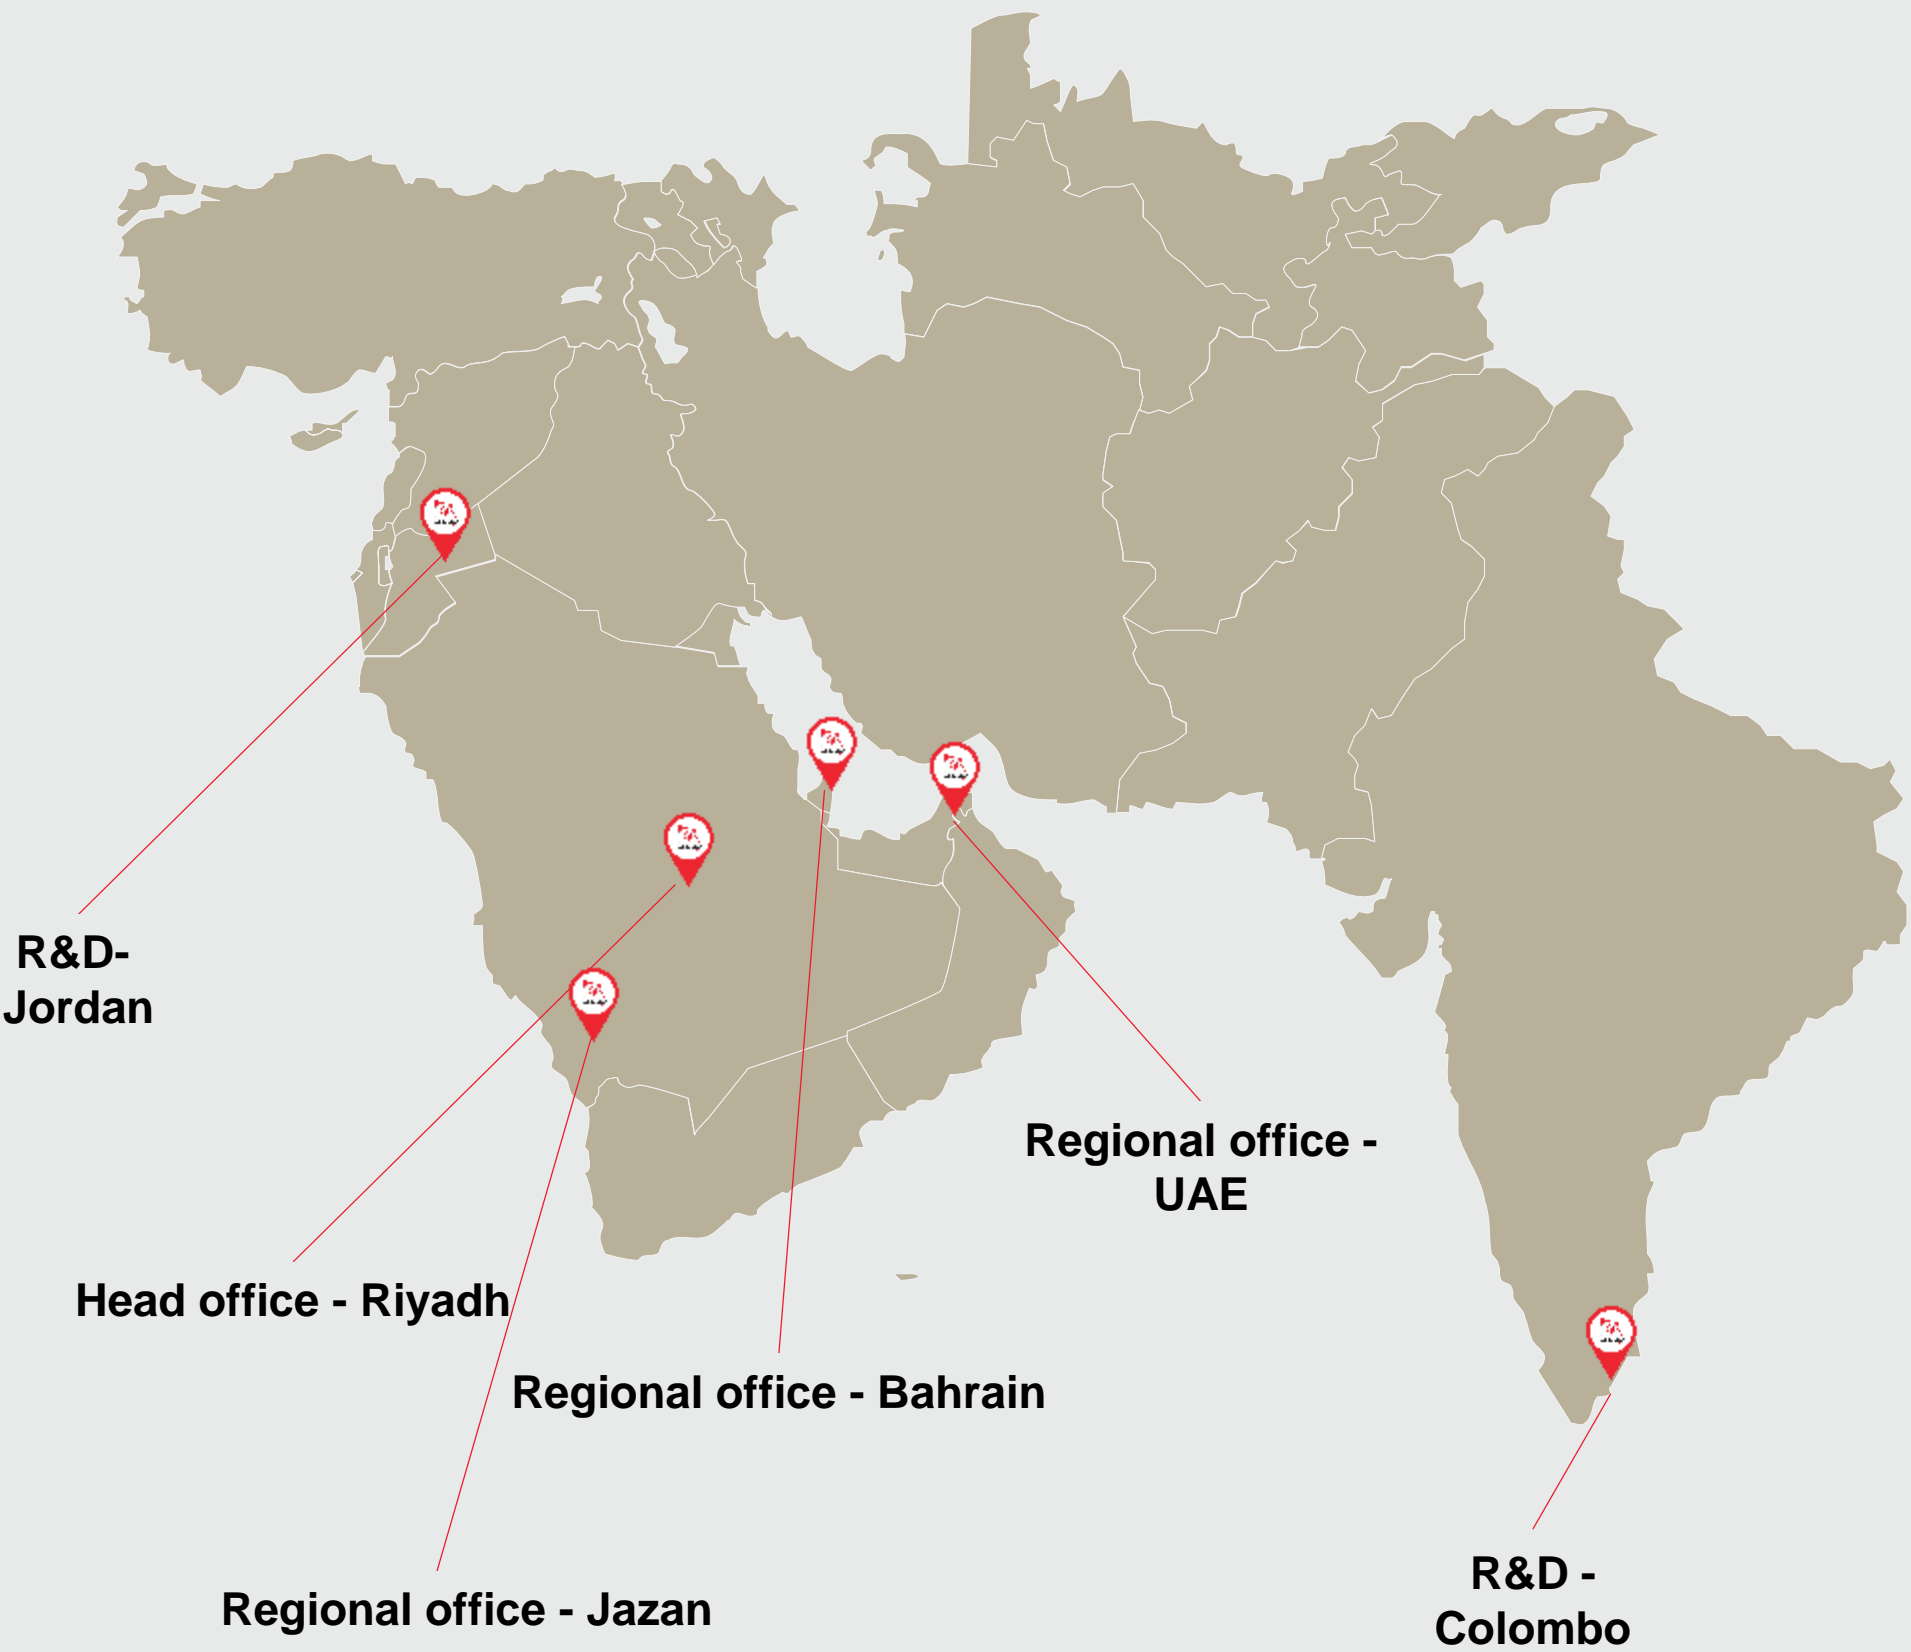 R&D-
Jordan
Regional office -
UAE
Head office - Riyadh
Regional office - Bahrain
Regional office - Jazan
R&D -
Colombo